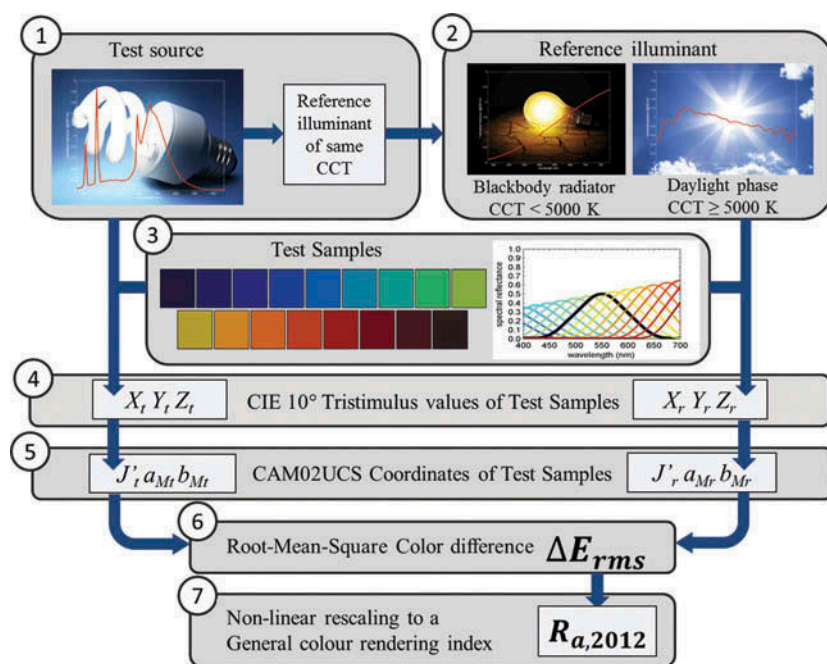 1
Test source
Reference
illuminant
of same
CCT
2
Reference illuminant
Blackbody radiator
CCT < 5000 K
Daylight phase
CCT ≥ 5000 K
3
Test Samples
spectral reflectance
1.0
0.9
0.8
0.7
0.6
0.5
0.4
0.3
0.2
0.1
0.0
400 450 500 550 600 650 700
wavelength (nm)
4
X_t Y_t Z_t
CIE 10° Tristimulus values of Test Samples
X_r Y_r Z_r
5
J'_t a_Mt b_Mt
CAM02UCS Coordinates of Test Samples
J'_r a_Mr b_Mr
6
Root-Mean-Square Color difference ΔE_rms
7
Non-linear rescaling to a
General colour rendering index
R_a,2012